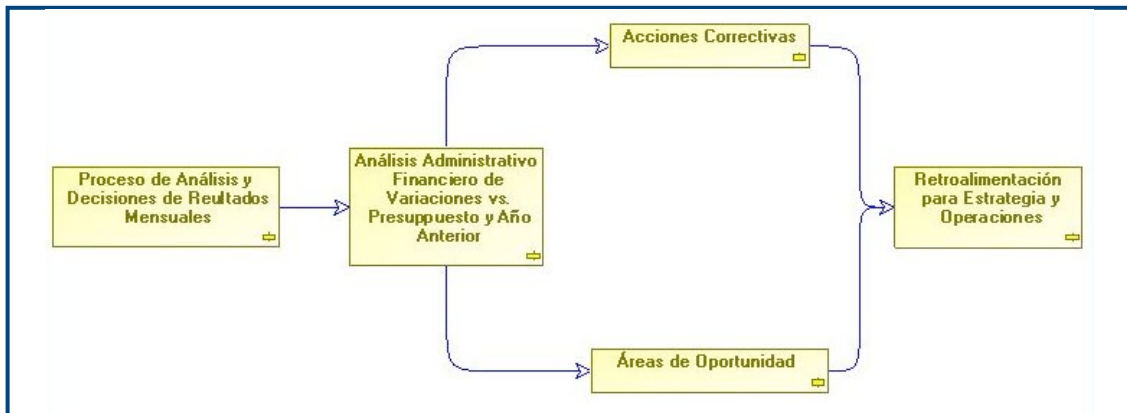 Acciones Correctivas
Proceso de Análisis y
Decisiones de Reultados
Mensuales
Análisis Administrativo
Financiero de
Variaciones vs.
Presuppuesto y Año
Anterior
Retroalimentación
para Estrategia y
Operaciones
Áreas de Oportunidad